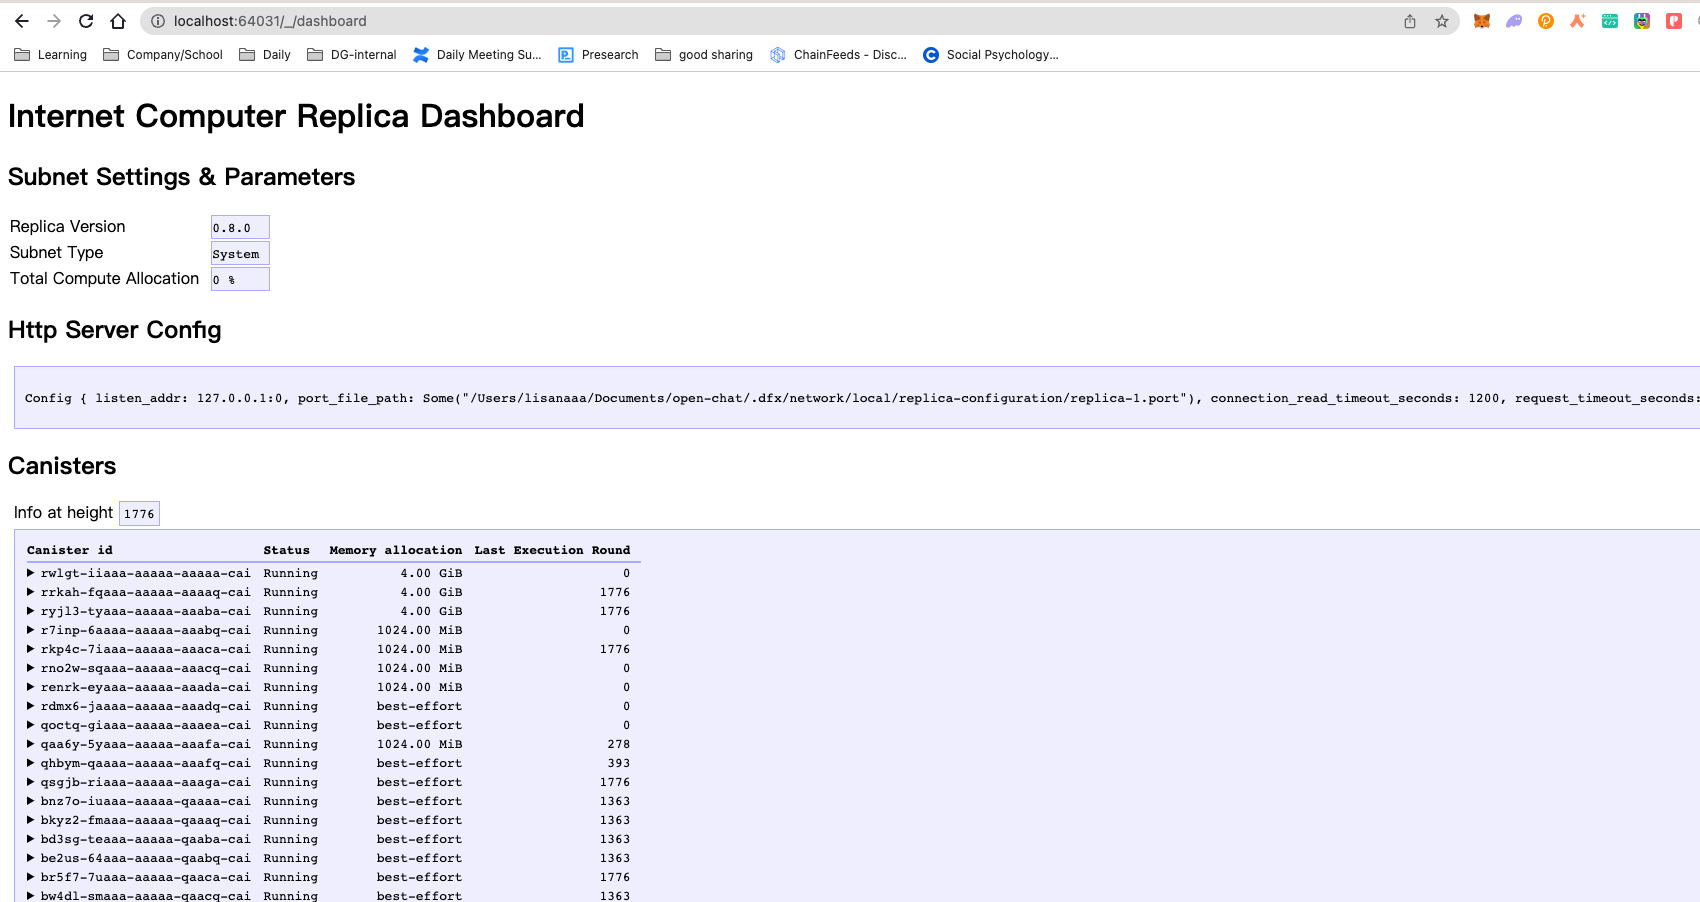 localhost:64031/_/dashboard
Learning Company/School Daily DG-internal Daily Meeting Su... Presearch good sharing ChainFeeds - Disc... Social Psychology...
Internet Computer Replica Dashboard
Subnet Settings & Parameters
Replica Version 0.8.0
Subnet Type System
Total Compute Allocation 0 %
Http Server Config
Config { listen_addr: 127.0.0.1:0, port_file_path: Some("/Users/lisanaaa/Documents/open-chat/.dfx/network/local/replica-configuration/replica-1.port"), connection_read_timeout_seconds: 1200, request_timeout_seconds:
Canisters
Info at height 1776
Canister id Status Memory allocation Last Execution Round
rwlgt-iiaaa-aaaaa-aaaaa-cai Running 4.00 GiB 0
rrkah-fqaaa-aaaaa-aaaaq-cai Running 4.00 GiB 1776
ryjl3-tyaaa-aaaaa-aaaba-cai Running 4.00 GiB 1776
r7inp-6aaaa-aaaaa-aaabq-cai Running 1024.00 MiB 0
rkp4c-7iaaa-aaaaa-aaaca-cai Running 1024.00 MiB 1776
rno2w-sqaaa-aaaaa-aaacq-cai Running 1024.00 MiB 0
renrk-eyaaa-aaaaa-aaada-cai Running 1024.00 MiB 0
rdmx6-jaaaa-aaaaa-aaadq-cai Running best-effort 0
qoctq-giaaa-aaaaa-aaaea-cai Running best-effort 0
qaa6y-5yaaa-aaaaa-aaafa-cai Running 1024.00 MiB 278
qhbym-qaaaa-aaaaa-aaafq-cai Running best-effort 393
qsgjb-riaaa-aaaaa-aaaga-cai Running best-effort 1776
bnz7o-iuaaa-aaaaa-qaaaa-cai Running best-effort 1363
bkyz2-fmaaa-aaaaa-qaaaq-cai Running best-effort 1363
bd3sg-teaaa-aaaaa-qaaba-cai Running best-effort 1363
be2us-64aaa-aaaaa-qaabq-cai Running best-effort 1363
br5f7-7uaaa-aaaaa-qaaca-cai Running best-effort 1776
bw4dl-smaaa-aaaaa-qaacq-cai Running best-effort 1363